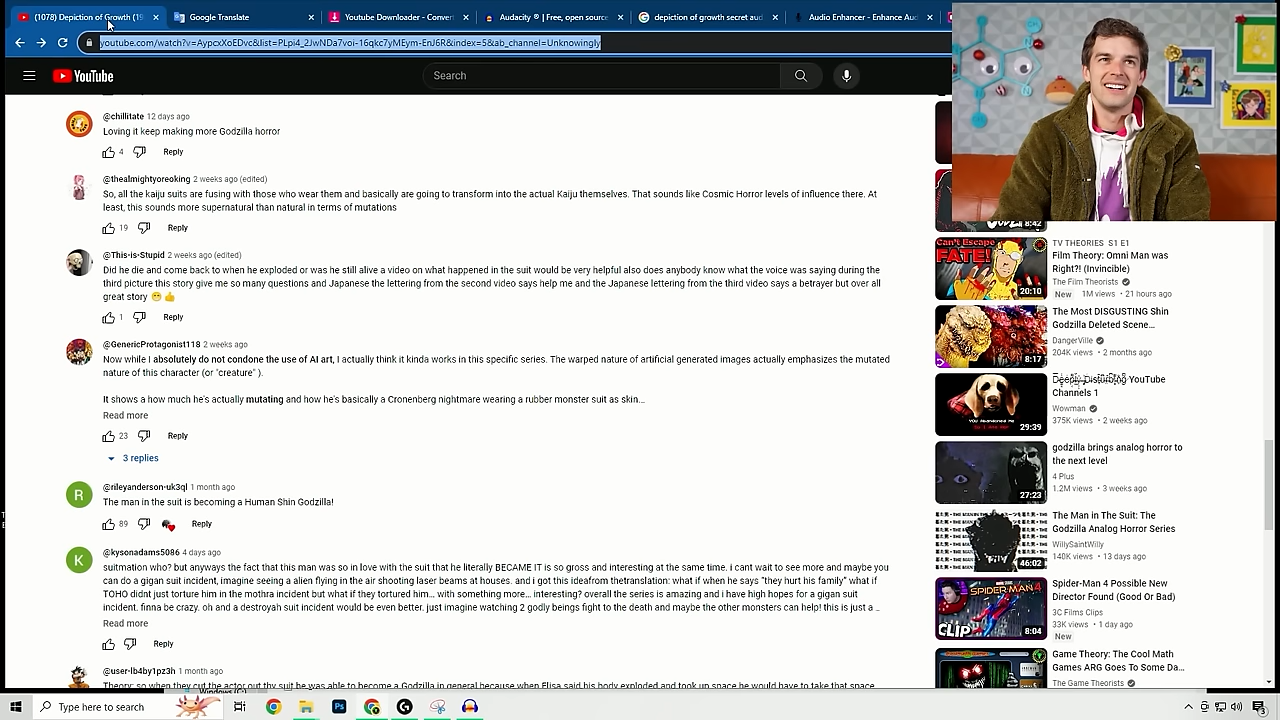 (1078) Depiction of Growth (19
Google Translate
Youtube Downloader - Convert
Audacity ® | Free, open source
depiction of growth secret aud
Audio Enhancer - Enhance Aud
youtube.com/watch?v=AypcxXoEDvc&list=PLpi4_2JwNDa7voi-16qkc7yMEym-EnJ6R&index=5&ab_channel=Unknowingly
YouTube
Search
@chillitate 12 days ago
Loving it keep making more Godzilla horror
4 Reply
@thealmightyoreoking 2 weeks ago (edited)
So, all the kaiju suits are fusing with those who wear them and basically are going to transform into the actual Kaiju themselves. That sounds like Cosmic Horror levels of influence there. At
least, this sounds more supernatural than natural in terms of mutations
19 Reply
@This-is-Stupid 2 weeks ago (edited)
Did he die and come back to when he exploded or was he still alive a video on what happened in the suit would be very helpful also does anybody know what the voice was saying during the
third picture this story give me so many questions and Japanese the lettering from the second video says help me and the Japanese lettering from the third video says a betrayer but over all
great story 😁👍
1 Reply
@GenericProtagonist118 2 weeks ago
Now while I absolutely do not condone the use of AI art, I actually think it kinda works in this specific series. The warped nature of artificial generated images actually emphasizes the mutated
nature of this character (or "creature" ).
It shows a how much he's actually mutating and how he's basically a Cronenberg nightmare wearing a rubber monster suit as skin...
Read more
23 Reply
3 replies
R
@rileyanderson-uk3ql 1 month ago
The man in the suit is becoming a Human Shin Godzilla!
89 Reply
K
@kysonadams5086 4 days ago
suitmation who? but anyways the fact that this man was so in love with the suit that he literally BECAME IT is so gross and interesting at the same time. i cant wait to see more and maybe you
can do a gigan suit incident, imagine seeing a alien flying in the air shooting laser beams at houses. and i got this ideafrom thetranslation: what if when he says "they hurt his family" what if
TOHO didnt just torture him in the mothra incident but what if they tortured him... with something more... interesting? overall the series is amazing and i have high hopes for a gigan suit
incident. finna be crazy. oh and a destroyah suit incident would be even better. just imagine watching 2 godly beings fight to the death and maybe the other monsters can help! this is just a ..
Read more
Reply
@user-lb4by1pz3h 1 month ago
8:42
Can't Escape
FATE!
20:10
TV THEORIES S1 E1
Film Theory: Omni Man was
Right?! (Invincible)
The Film Theorists
New 1M views • 21 hours ago
8:17
The Most DISGUSTING Shin
Godzilla Deleted Scene...
DangerVille
204K views • 2 months ago
YOU ABANDONED ME
29:39
Deeply Disturbing YouTube
Channels 1
Wowman
375K views • 2 weeks ago
27:23
godzilla brings analog horror to
the next level
4 Plus
1.2M views • 3 weeks ago
46:02
The Man in The Suit: The
Godzilla Analog Horror Series
WillySaintWilly
140K views • 13 days ago
SPIDER-MAN 4
CLIP
8:04
Spider-Man 4 Possible New
Director Found (Good Or Bad)
3C Films Clips
33K views • 1 day ago
New
Game Theory: The Cool Math
Games ARG Goes To Some Da...
The Game Theorists
Windows (C:)
Type here to search
3